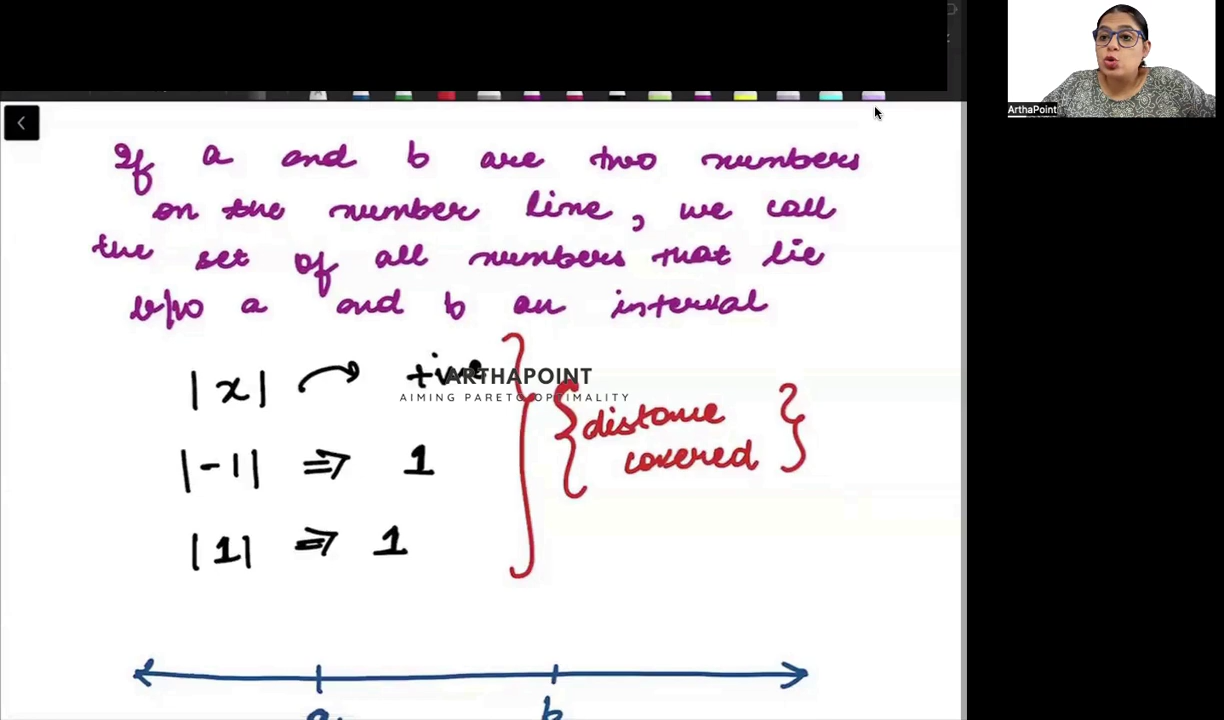 ArthaPoint
If a and b are two numbers
on the number line, we call
the set of all numbers that lie
b/w a and b an interval
|x| +ive
ARTHAPOINT
AIMING PARETO OPTIMALITY
{distance
covered}
|-1| ⇒ 1
|1| ⇒ 1
a b